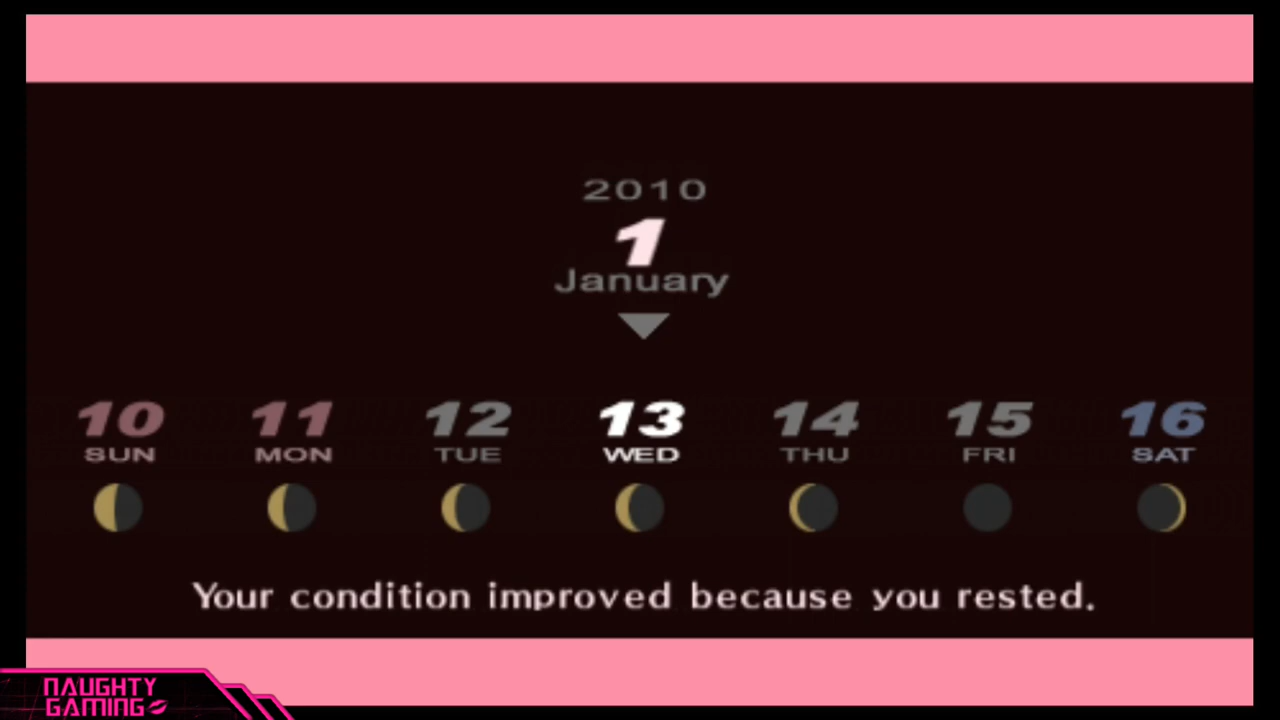 2010
1
January
10 11 12 13 14 15 16
SUN MON TUE WED THU FRI SAT
Your condition improved because you rested.
NAUGHTY
GAMING